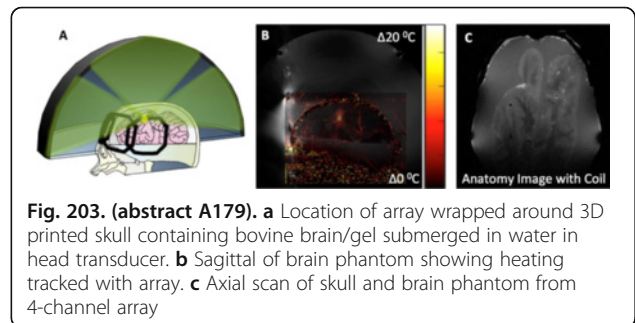 A
B
Δ20 ⁰C
C
Δ0 ⁰C
Anatomy Image with Coil
Fig. 203. (abstract A179). a Location of array wrapped around 3D
printed skull containing bovine brain/gel submerged in water in
head transducer. b Sagittal of brain phantom showing heating
tracked with array. c Axial scan of skull and brain phantom from
4-channel array